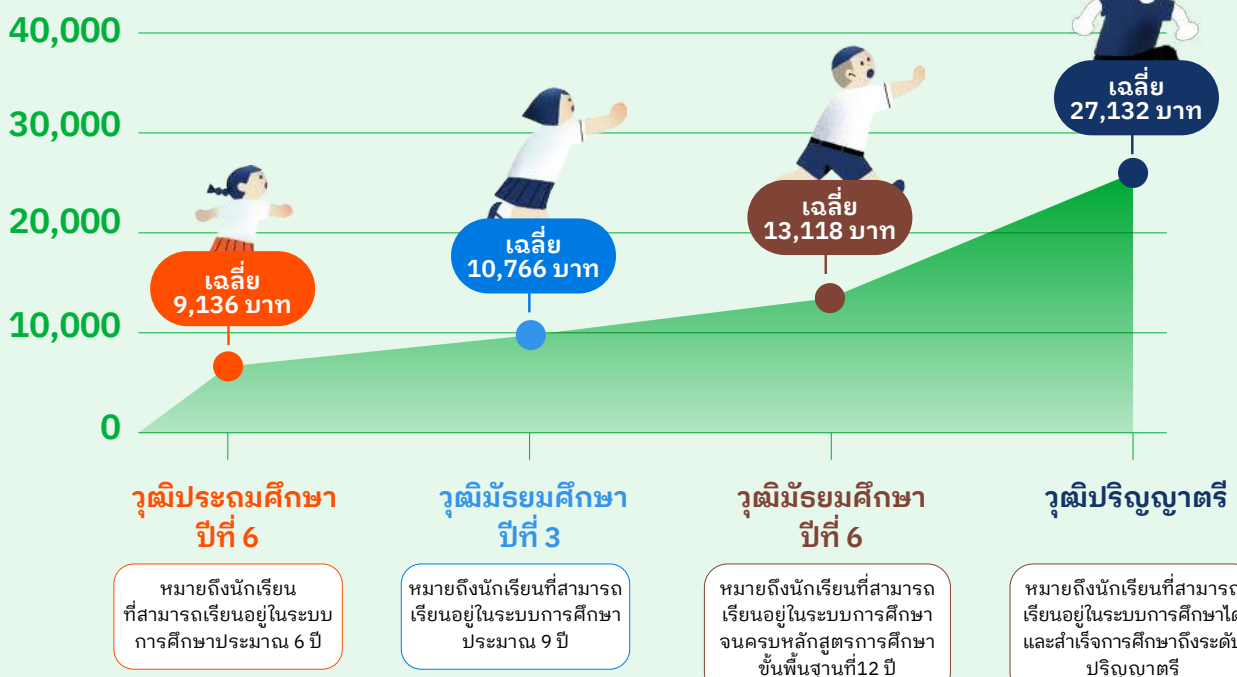 40,000
30,000
20,000
10,000
0
เฉลี่ย
9,136 บาท
เฉลี่ย
10,766 บาท
เฉลี่ย
13,118 บาท
เฉลี่ย
27,132 บาท
วุฒิประถมศึกษา
ปีที่ 6
หมายถึงนักเรียน
ที่สามารถเรียนอยู่ในระบบ
การศึกษาประมาณ 6 ปี
วุฒิมัธยมศึกษา
ปีที่ 3
หมายถึงนักเรียนที่สามารถ
เรียนอยู่ในระบบการศึกษา
ประมาณ 9 ปี
วุฒิมัธยมศึกษา
ปีที่ 6
หมายถึงนักเรียนที่สามารถ
เรียนอยู่ในระบบการศึกษา
จนครบหลักสูตรการศึกษา
ขั้นพื้นฐานที่12 ปี
วุฒิปริญญาตรี
หมายถึงนักเรียนที่สามารถ
เรียนอยู่ในระบบการศึกษาได้
และสำเร็จการศึกษาถึงระดับ
ปริญญาตรี